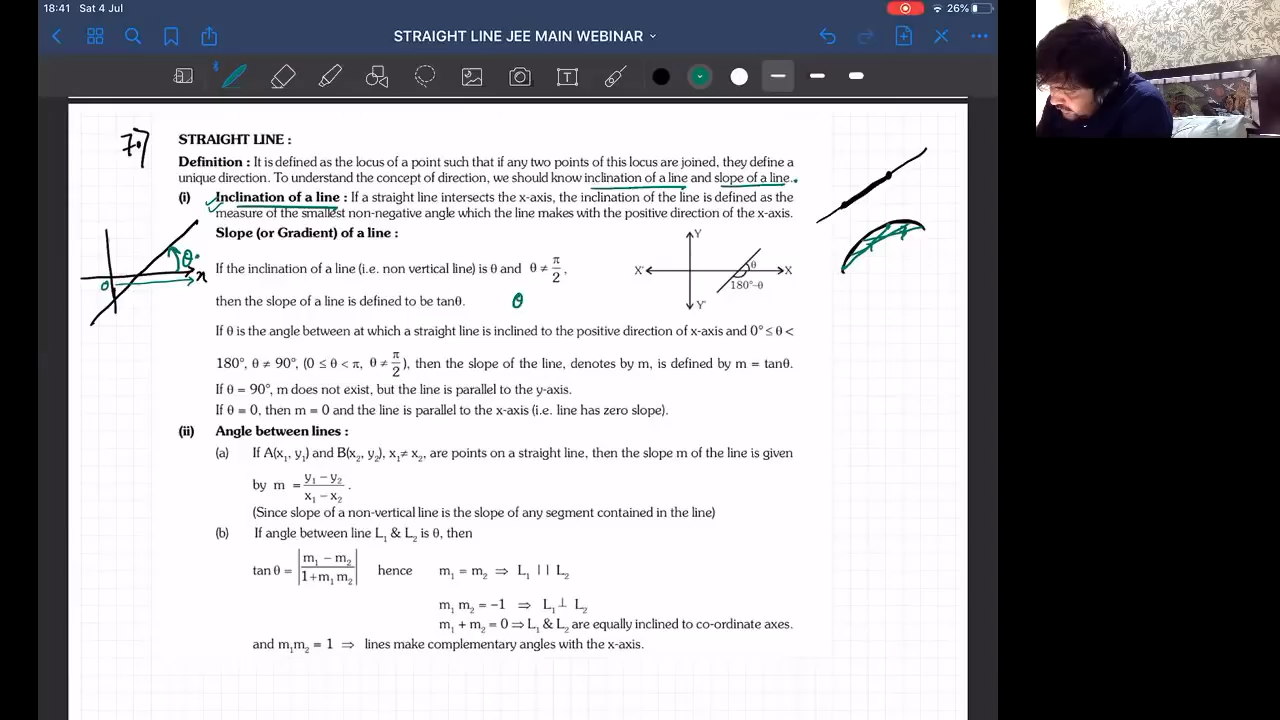 18:41 Sat 4 Jul 26%
STRAIGHT LINE JEE MAIN WEBINAR
STRAIGHT LINE :
Definition : It is defined as the locus of a point such that if any two points of this locus are joined, they define a
unique direction. To understand the concept of direction, we should know inclination of a line and slope of a line.
(i) Inclination of a line : If a straight line intersects the x-axis, the inclination of the line is defined as the
measure of the smallest non-negative angle which the line makes with the positive direction of the x-axis.
Slope (or Gradient) of a line :
If the inclination of a line (i.e. non vertical line) is θ and θ ≠ π/2,
then the slope of a line is defined to be tanθ. θ
Y
X' X
θ
180°-θ
Y'
θ
x
0
If θ is the angle between at which a straight line is inclined to the positive direction of x-axis and 0° ≤ θ <
180°, θ ≠ 90°, (0 ≤ θ < π, θ ≠ π/2), then the slope of the line, denotes by m, is defined by m = tanθ.
If θ = 90°, m does not exist, but the line is parallel to the y-axis.
If θ = 0, then m = 0 and the line is parallel to the x-axis (i.e. line has zero slope).
(ii) Angle between lines :
(a) If A(x₁, y₁) and B(x₂, y₂), x₁≠ x₂, are points on a straight line, then the slope m of the line is given
by m = (y₁ − y₂)/(x₁ − x₂) .
(Since slope of a non-vertical line is the slope of any segment contained in the line)
(b) If angle between line L₁ & L₂ is θ, then
tan θ = |(m₁ − m₂)/(1+m₁ m₂)| hence m₁ = m₂ ⇒ L₁ || L₂
m₁ m₂ = −1 ⇒ L₁ ⊥ L₂
m₁ + m₂ = 0 ⇒ L₁ & L₂ are equally inclined to co-ordinate axes.
and m₁m₂ = 1 ⇒ lines make complementary angles with the x-axis.